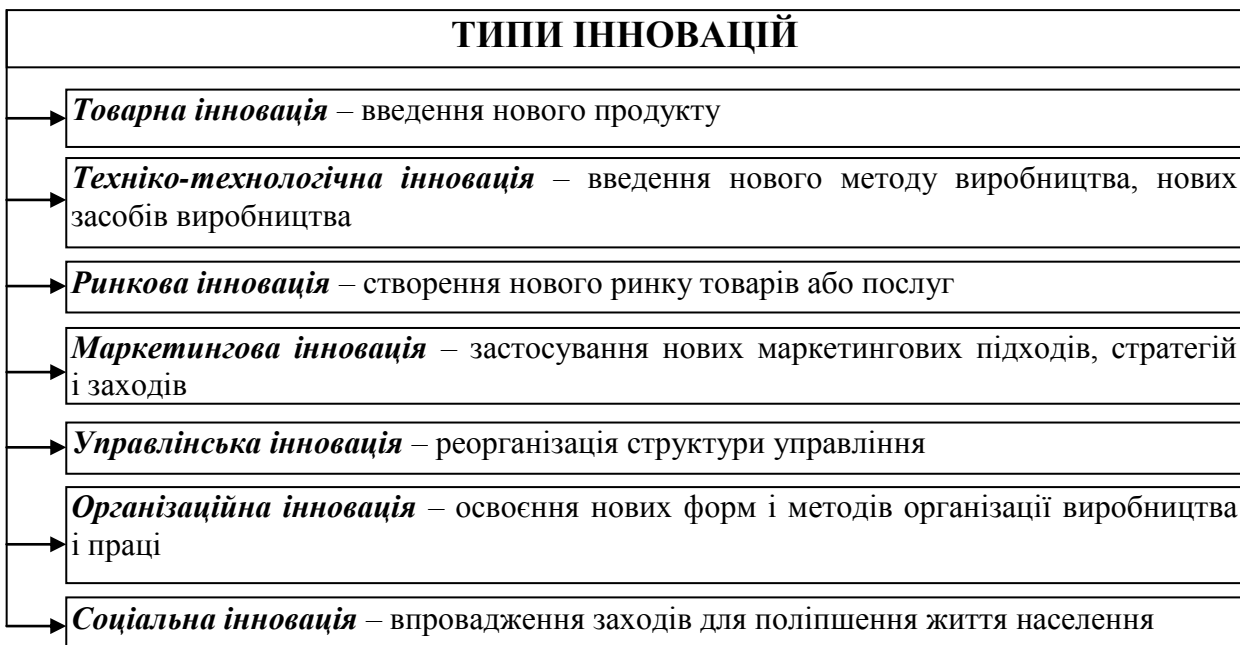 ТИПИ ІННОВАЦІЙ
Товарна інновація – введення нового продукту
Техніко-технологічна інновація – введення нового методу виробництва, нових
засобів виробництва
Ринкова інновація – створення нового ринку товарів або послуг
Маркетингова інновація – застосування нових маркетингових підходів, стратегій
і заходів
Управлінська інновація – реорганізація структури управління
Організаційна інновація – освоєння нових форм і методів організації виробництва
і праці
Соціальна інновація – впровадження заходів для поліпшення життя населення